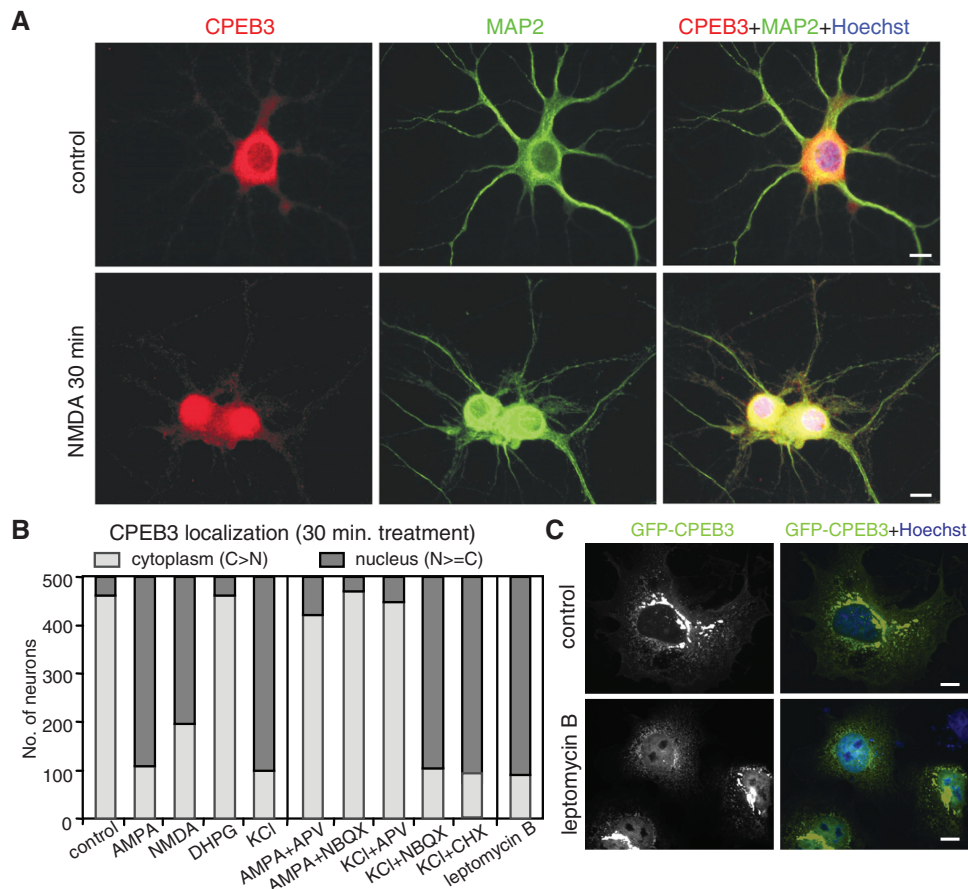 A
CPEB3
MAP2
CPEB3+MAP2+Hoechst
control
NMDA 30 min
B
CPEB3 localization (30 min. treatment)
cytoplasm (C>N)
nucleus (N>=C)
No. of neurons
500
400
300
200
100
0
control
AMPA
NMDA
DHPG
KCl
AMPA+APV
AMPA+NBQX
KCl+APV
KCl+NBQX
KCl+CHX
leptomycin B
C
GFP-CPEB3
GFP-CPEB3+Hoechst
control
leptomycin B